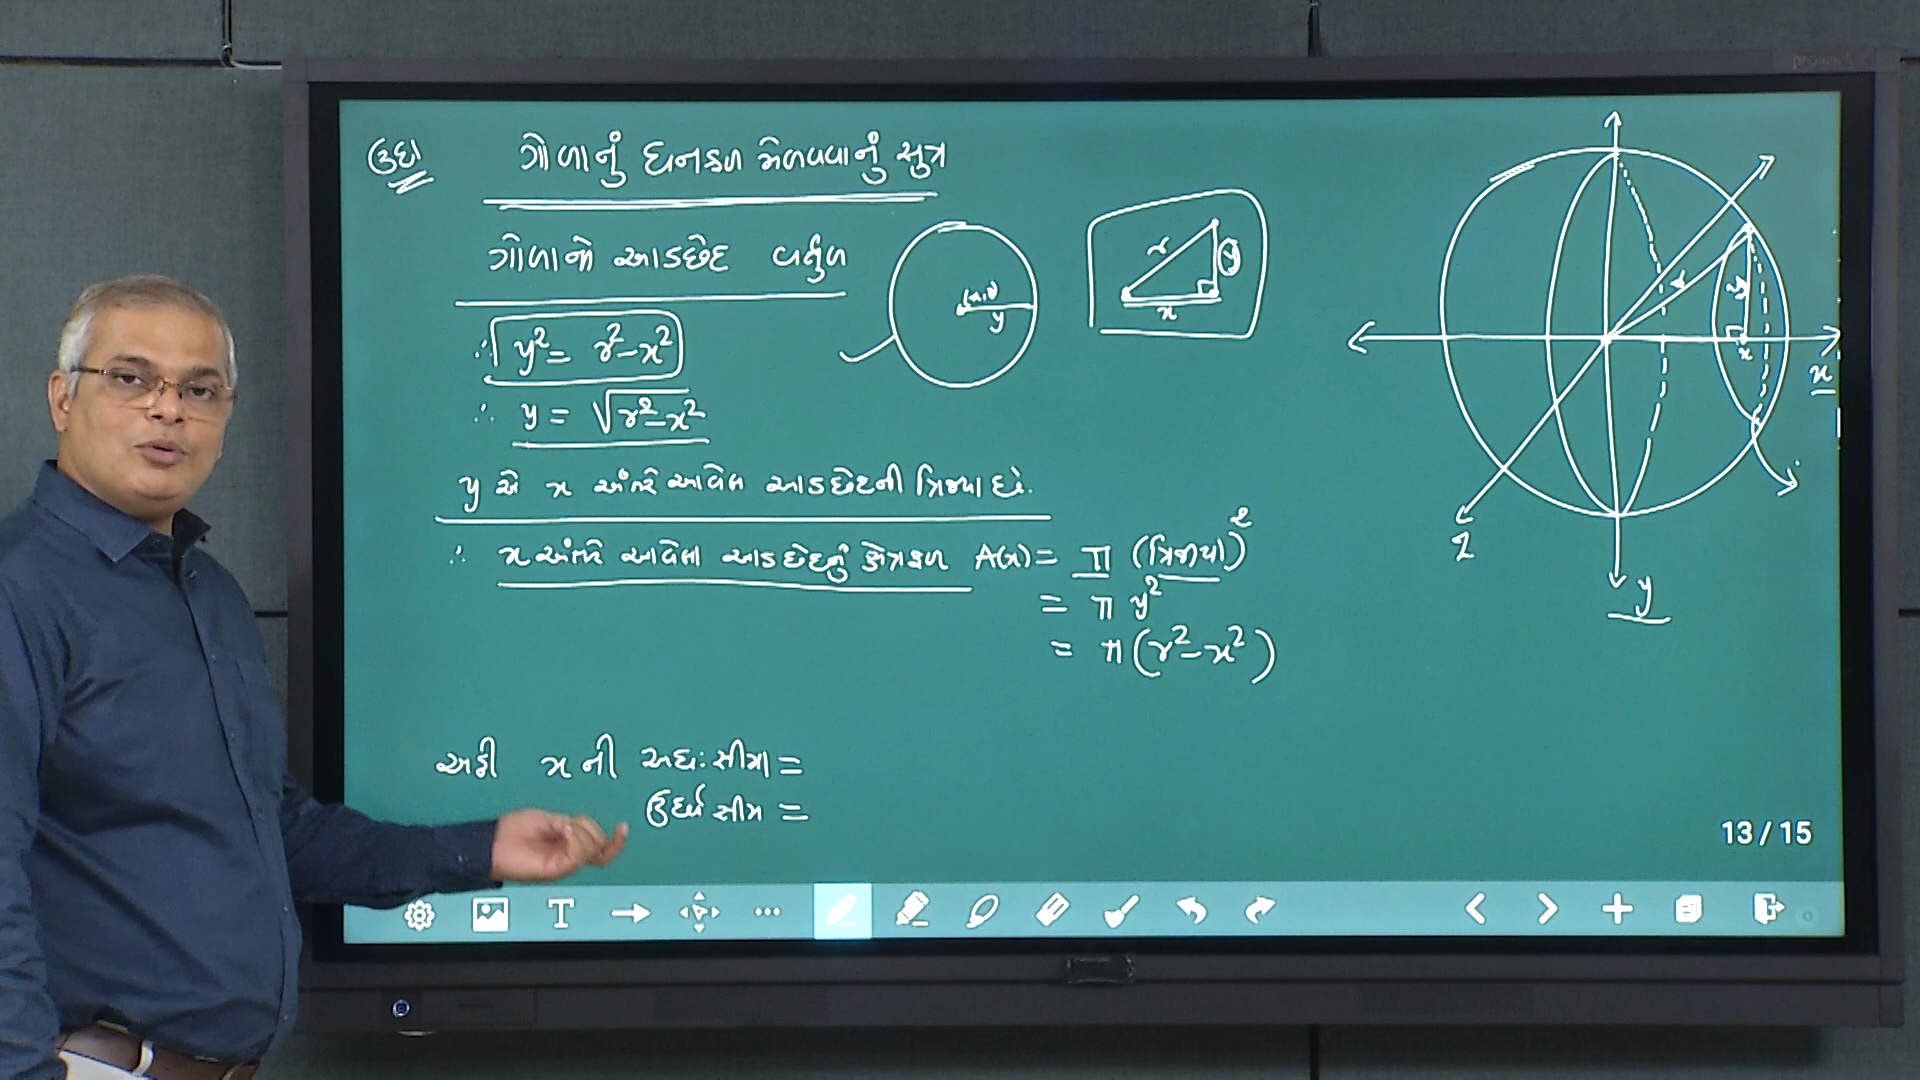 ઉદા
ગોળાનું ઘનફળ મેળવવાનું સુત્ર
ગોળાનો આડછેદ વર્તુળ
∴ y² = r² - x²
∴ y = √r² - x²
y એ x અંતરે આવેલ આડછેદની ત્રિજ્યા છે.
∴ x અંતરે આવેલા આડછેદનું ક્ષેત્રફળ A(x) = π (ત્રિજ્યા)²
= π y²
= π (r² - x²)
અહીં x ની અધઃસીમા =
ઉર્ધ્વસીમા =
y
r
y
x
r
y
x
x
z
y
13 / 15
T